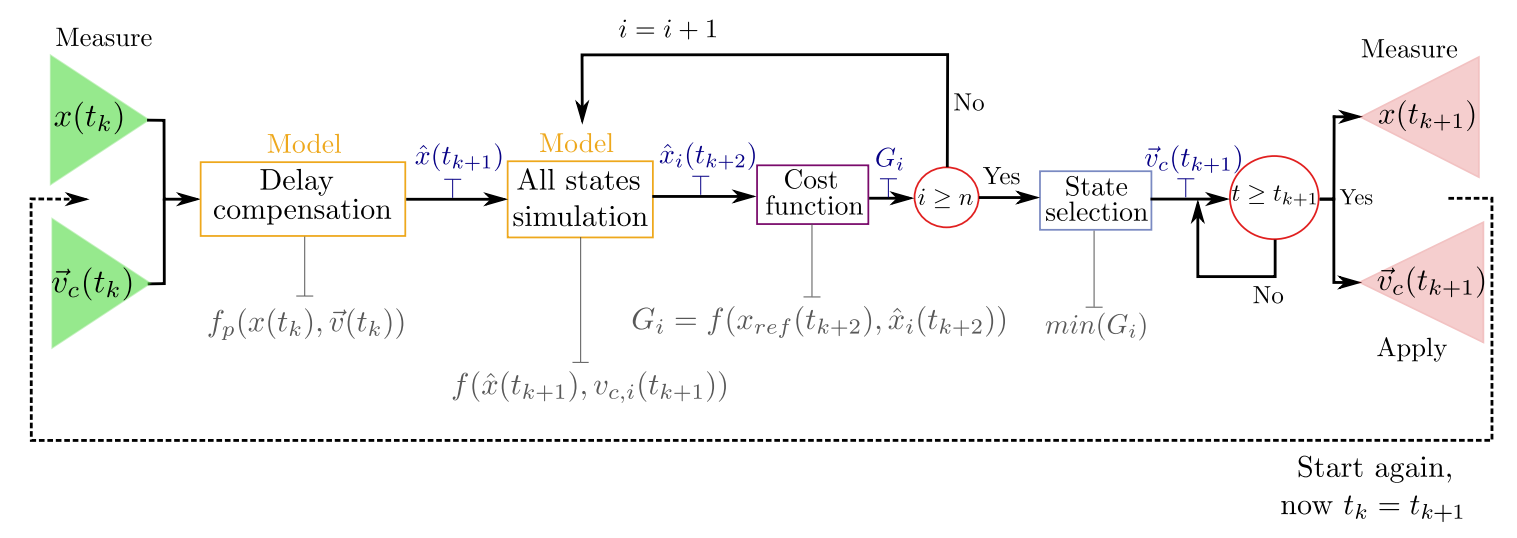 Measure
x(t_k)
v⃗_c(t_k)
Model
Delay
compensation
f_p(x(t_k), v⃗(t_k))
x̂(t_{k+1})
i = i + 1
Model
All states
simulation
f(x̂(t_{k+1}), v_{c,i}(t_{k+1}))
x̂_i(t_{k+2})
Cost
function
G_i = f(x_{ref}(t_{k+2}), x̂_i(t_{k+2}))
G_i
No
i ≥ n
Yes
State
selection
min(G_i)
v⃗_c(t_{k+1})
t ≥ t_{k+1}
No
Yes
Measure
x(t_{k+1})
v⃗_c(t_{k+1})
Apply
Start again,
now t_k = t_{k+1}